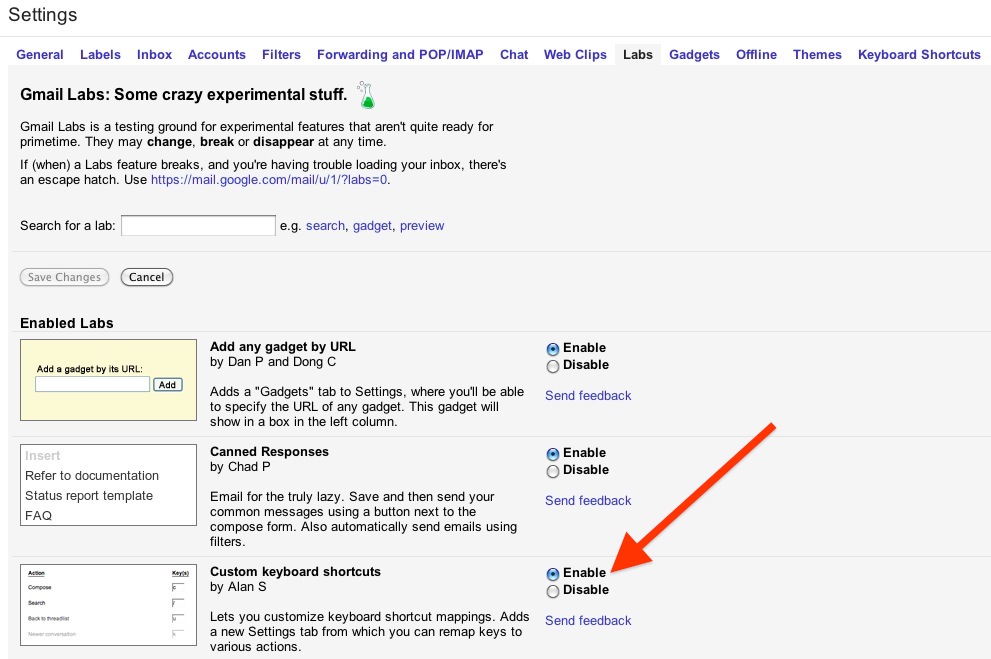 Settings
General Labels Inbox Accounts Filters Forwarding and POP/IMAP Chat Web Clips Labs Gadgets Offline Themes Keyboard Shortcuts
Gmail Labs: Some crazy experimental stuff.
Gmail Labs is a testing ground for experimental features that aren't quite ready for
primetime. They may change, break or disappear at any time.
If (when) a Labs feature breaks, and you're having trouble loading your inbox, there's
an escape hatch. Use https://mail.google.com/mail/u/1/?labs=0.
Search for a lab: e.g. search, gadget, preview
Save Changes Cancel
Enabled Labs
Add a gadget by its URL:
Add
Add any gadget by URL
by Dan P and Dong C
Adds a "Gadgets" tab to Settings, where you'll be able
to specify the URL of any gadget. This gadget will
show in a box in the left column.
Enable
Disable
Send feedback
Insert
Refer to documentation
Status report template
FAQ
Canned Responses
by Chad P
Email for the truly lazy. Save and then send your
common messages using a button next to the
compose form. Also automatically send emails using
filters.
Enable
Disable
Send feedback
Action Key(s)
Compose c
Search /
Back to threadlist u
Newer conversation k
Custom keyboard shortcuts
by Alan S
Lets you customize keyboard shortcut mappings. Adds
a new Settings tab from which you can remap keys to
various actions.
Enable
Disable
Send feedback